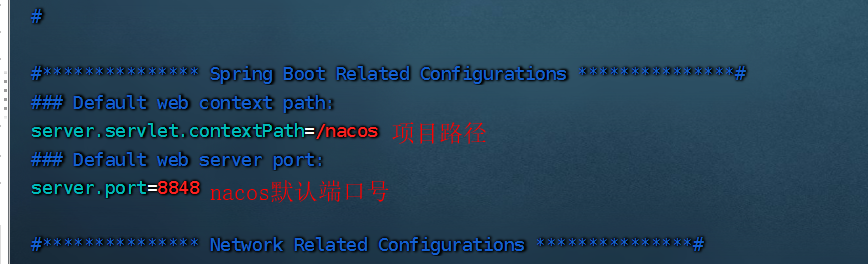 #
#*************** Spring Boot Related Configurations ***************#
### Default web context path:
server.servlet.contextPath=/nacos 项目路径
### Default web server port:
server.port=8848 nacos默认端口号
#*************** Network Related Configurations ***************#